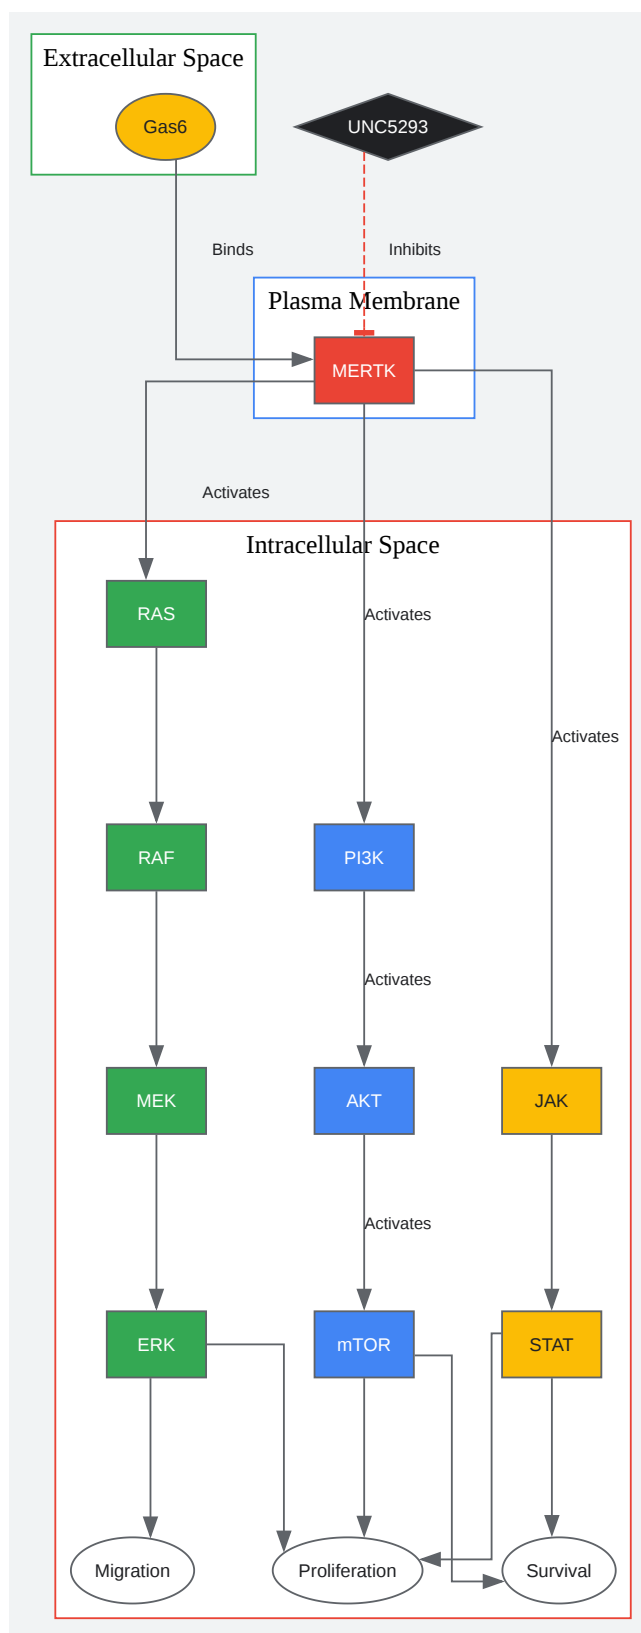 Extracellular Space
Gas6
UNC5293
Binds
Inhibits
Plasma Membrane
MERTK
Activates
Intracellular Space
RAS
Activates
Activates
RAF
PI3K
Activates
MEK
AKT
JAK
Activates
ERK
mTOR
STAT
Migration
Proliferation
Survival